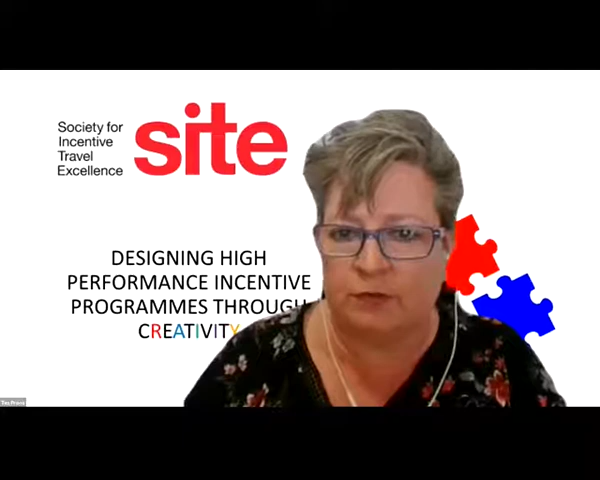 Society for
Incentive
Travel
Excellence
site
DESIGNING HIGH
PERFORMANCE INCENTIVE
PROGRAMMES THROUGH
CREATIVITY